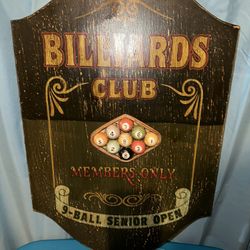 BILLIARDS
CLUB
MEMBERS ONLY
9-BALL SENIOR OPEN